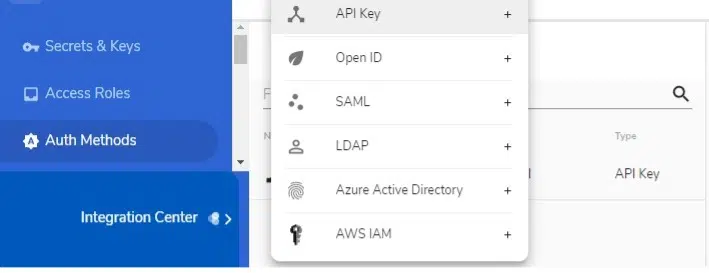 Secrets & Keys
Access Roles
Auth Methods
Integration Center
API Key +
Open ID +
SAML +
LDAP +
Azure Active Directory +
AWS IAM +
Type
API Key